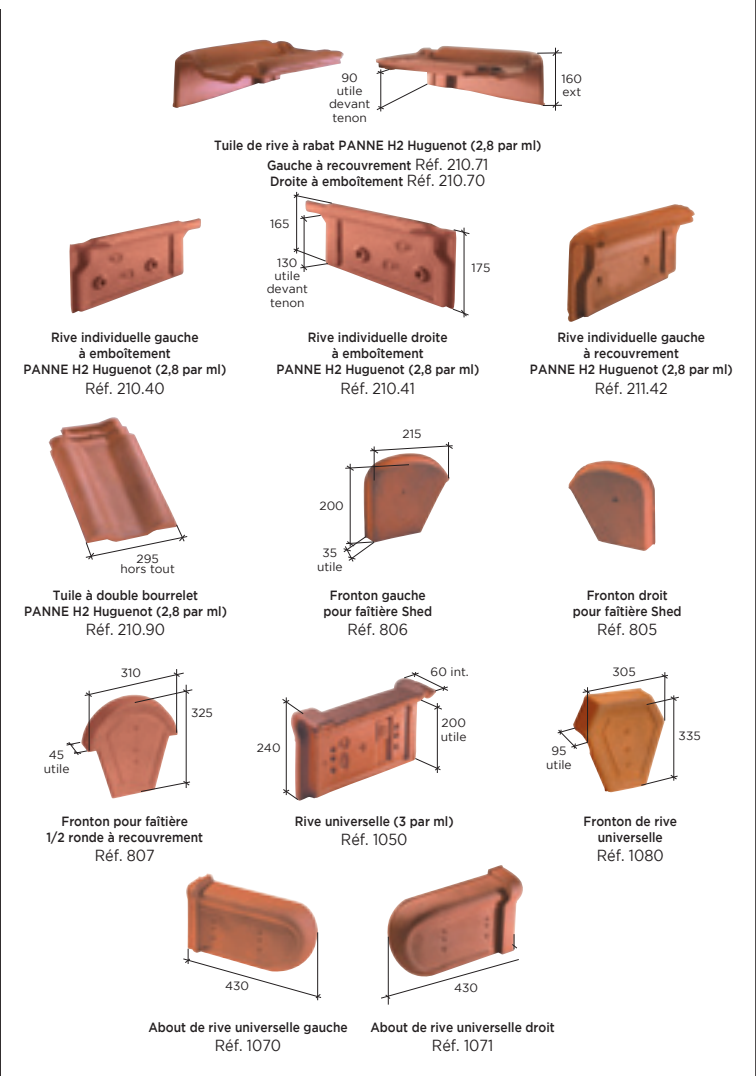 90
utile
devant
tenon
160
ext
Tuile de rive à rabat PANNE H2 Huguenot (2,8 par ml)
Gauche à recouvrement Réf. 210.71
Droite à emboîtement Réf. 210.70
165
130
utile
devant
tenon
175
Rive individuelle gauche
à emboîtement
PANNE H2 Huguenot (2,8 par ml)
Réf. 210.40
Rive individuelle droite
à emboîtement
PANNE H2 Huguenot (2,8 par ml)
Réf. 210.41
Rive individuelle gauche
à recouvrement
PANNE H2 Huguenot (2,8 par ml)
Réf. 211.42
295
hors tout
215
200
35
utile
Tuile à double bourrelet
PANNE H2 Huguenot (2,8 par ml)
Réf. 210.90
Fronton gauche
pour faîtière Shed
Réf. 806
Fronton droit
pour faîtière Shed
Réf. 805
310
325
45
utile
60 int.
240
200
utile
305
335
95
utile
Fronton pour faîtière
1/2 ronde à recouvrement
Réf. 807
Rive universelle (3 par ml)
Réf. 1050
Fronton de rive
universelle
Réf. 1080
430
430
About de rive universelle gauche
Réf. 1070
About de rive universelle droit
Réf. 1071